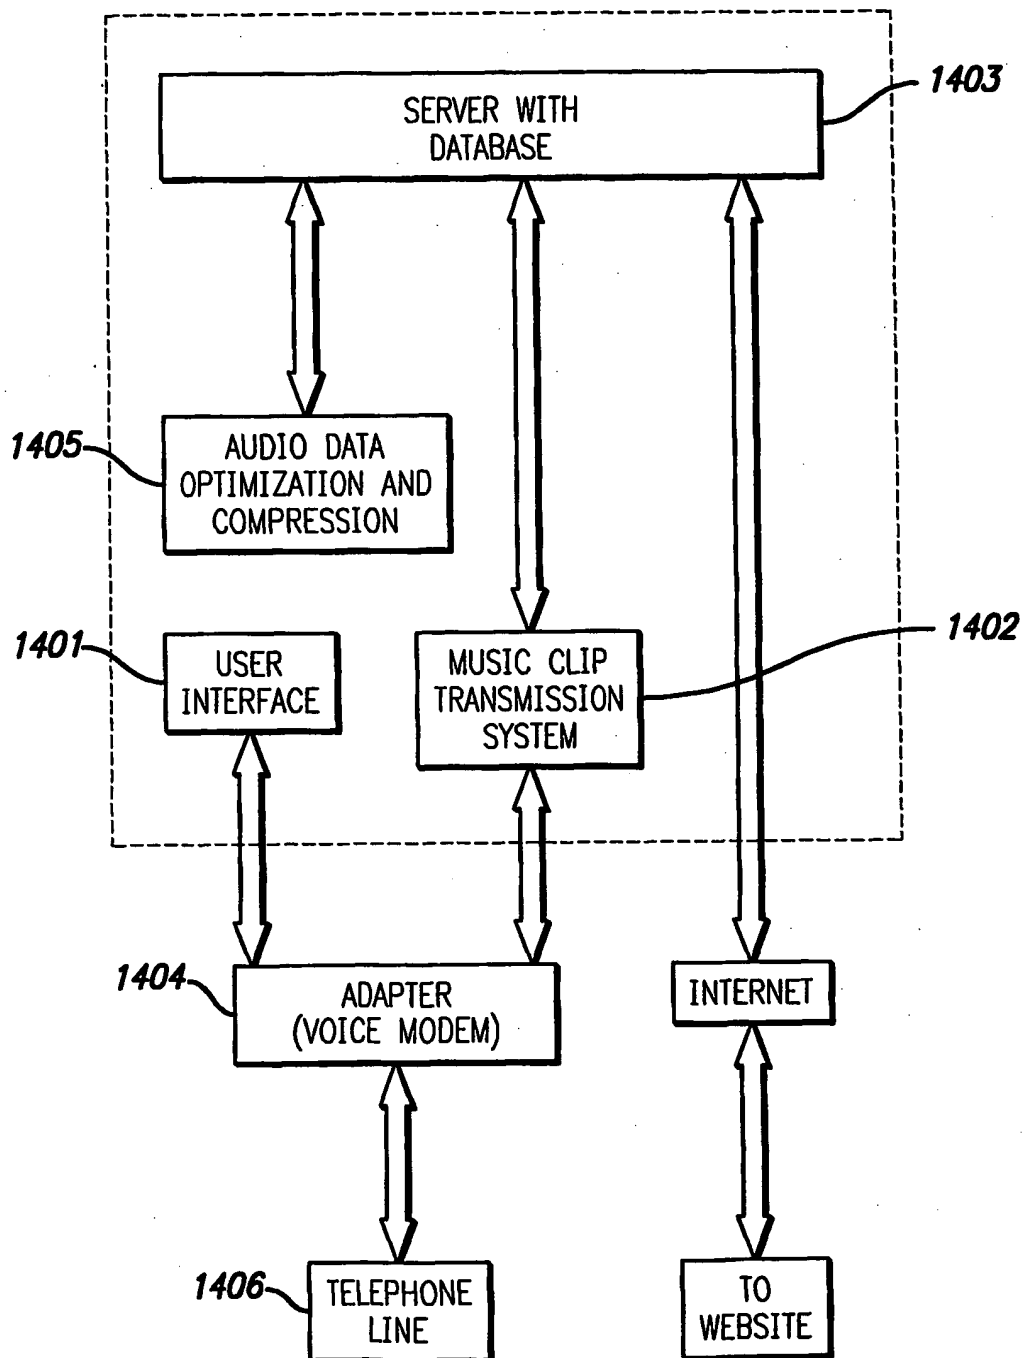 1403
SERVER WITH
DATABASE
1405
AUDIO DATA
OPTIMIZATION AND
COMPRESSION
1401
USER
INTERFACE
MUSIC CLIP
TRANSMISSION
SYSTEM
1402
1404
ADAPTER
(VOICE MODEM)
INTERNET
1406
TELEPHONE
LINE
TO
WEBSITE